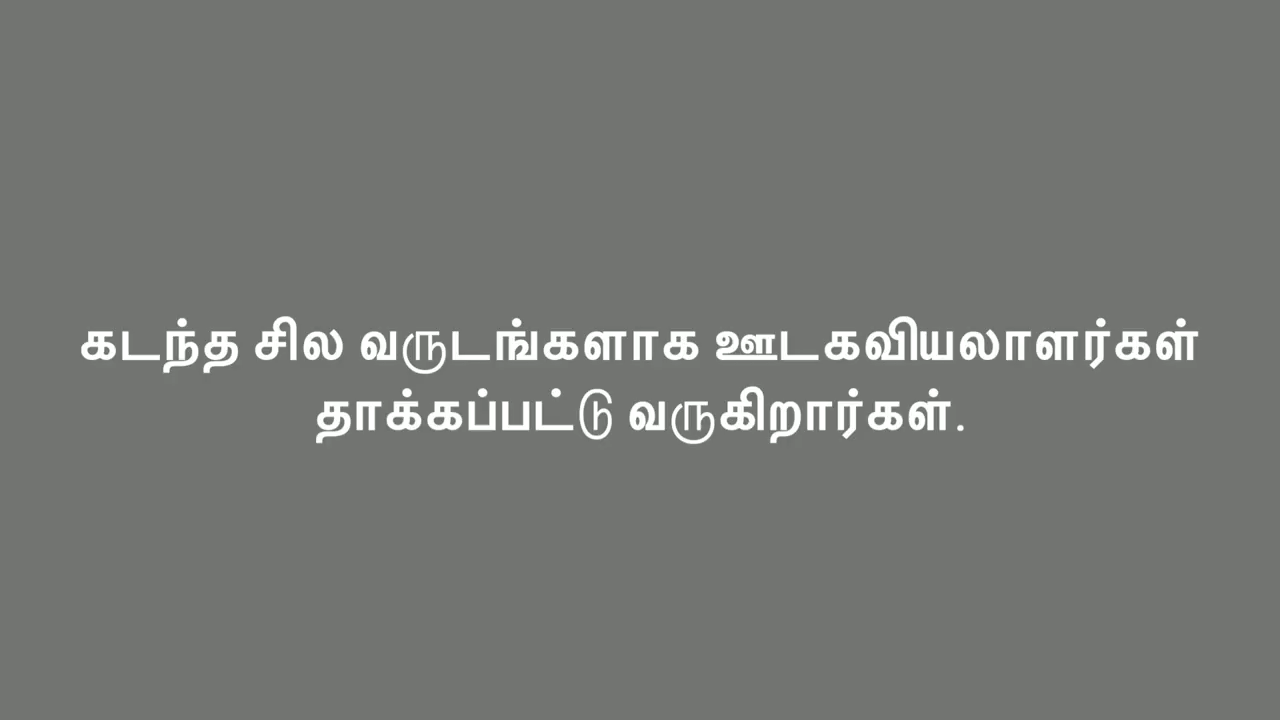 கடந்த சில வருடங்களாக ஊடகவியலாளர்கள்
தாக்கப்பட்டு வருகிறார்கள்.